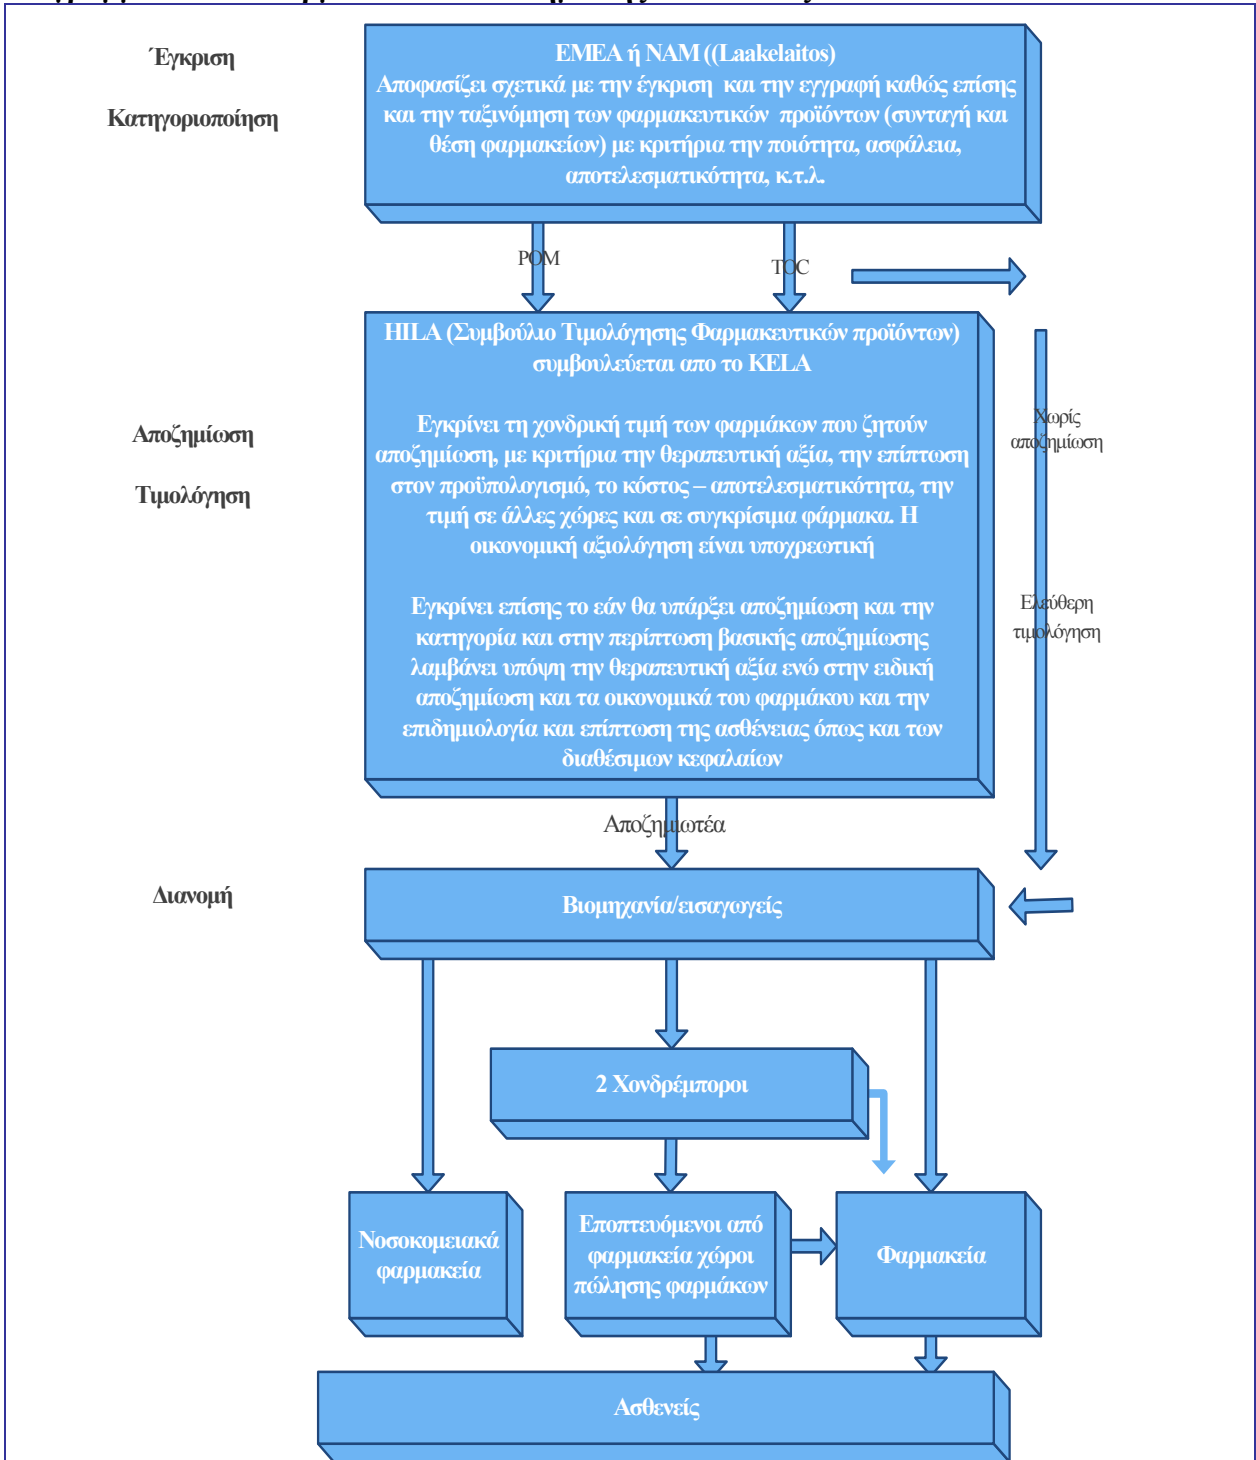 Έγκριση
Κατηγοριοποίηση
EMEA ή NAM ((Laakelaitos)
Αποφασίζει σχετικά με την έγκριση και την εγγραφή καθώς επίσης
και την ταξινόμηση των φαρμακευτικών προϊόντων (συνταγή και
θέση φαρμακείων) με κριτήρια την ποιότητα, ασφάλεια,
αποτελεσματικότητα, κ.τ.λ.
POM
TOC
HILA (Συμβούλιο Τιμολόγησης Φαρμακευτικών προϊόντων)
συμβουλεύεται απο το KELA
Εγκρίνει τη χονδρική τιμή των φαρμάκων που ζητούν
αποζημίωση, με κριτήρια την θεραπευτική αξία, την επίπτωση
στον προϋπολογισμό, το κόστος – αποτελεσματικότητα, την
τιμή σε άλλες χώρες και σε συγκρίσιμα φάρμακα. Η
οικονομική αξιολόγηση είναι υποχρεωτική
Εγκρίνει επίσης το εάν θα υπάρξει αποζημίωση και την
κατηγορία και στην περίπτωση βασικής αποζημίωσης
λαμβάνει υπόψη την θεραπευτική αξία ενώ στην ειδική
αποζημίωση και τα οικονομικά του φαρμάκου και την
επιδημιολογία και επίπτωση της ασθένειας όπως και των
διαθέσιμων κεφαλαίων
Αποζημίωση
Τιμολόγηση
Χωρίς
αποζημίωση
Ελεύθερη
τιμολόγηση
Αποζημιωτέα
Διανομή
Βιομηχανία/εισαγωγείς
2 Χονδρέμποροι
Νοσοκομειακά
φαρμακεία
Εποπτευόμενοι από
φαρμακεία χώροι
πώλησης φαρμάκων
Φαρμακεία
Ασθενείς